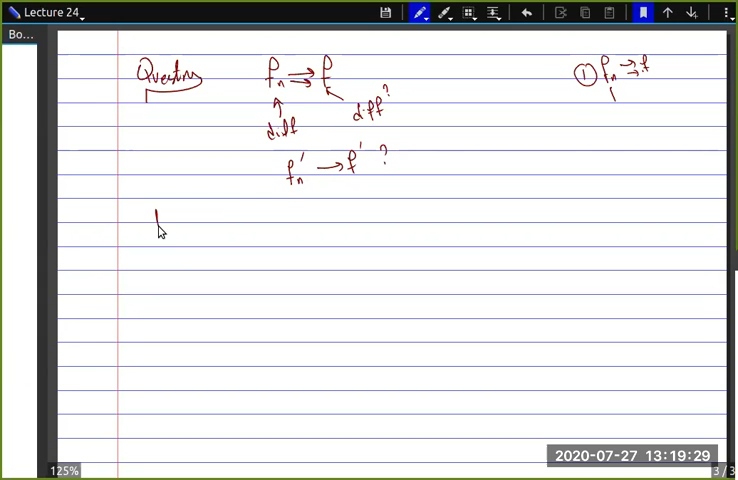 Lecture 24
Bo...
Question fn ⇉ f ① fn ⇉ f
diff diff?
fn' → f' ?
2020-07-27 13:19:29
125% 3 / 3